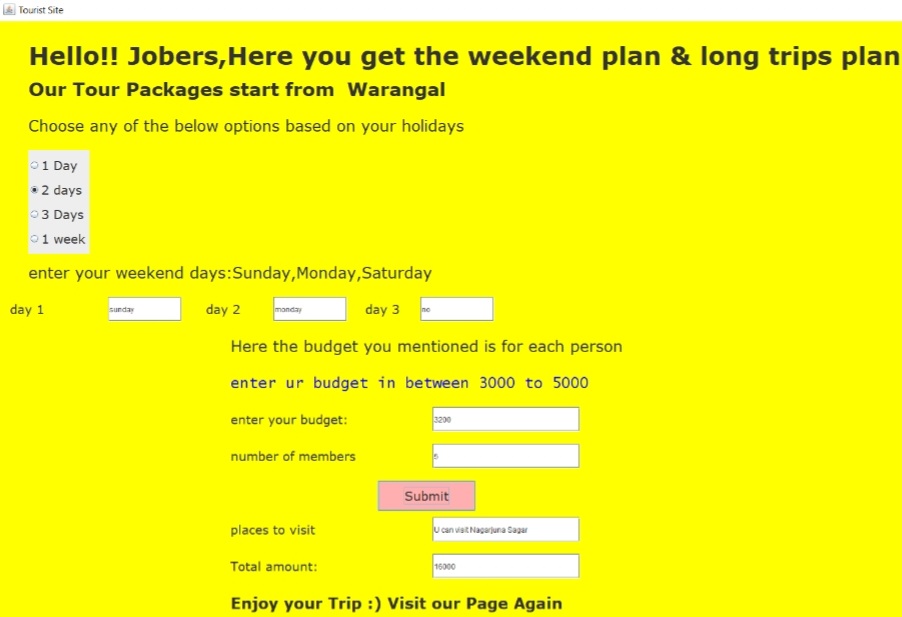 Tourist Site
Hello!! Jobers,Here you get the weekend plan & long trips plan
Our Tour Packages start from Warangal
Choose any of the below options based on your holidays
1 Day
2 days
3 Days
1 week
enter your weekend days:Sunday,Monday,Saturday
day 1 sunday day 2 monday day 3 no
Here the budget you mentioned is for each person
enter ur budget in between 3000 to 5000
enter your budget: 3200
number of members 5
Submit
places to visit U can visit Nagarjuna Sagar
Total amount: 16000
Enjoy your Trip :) Visit our Page Again